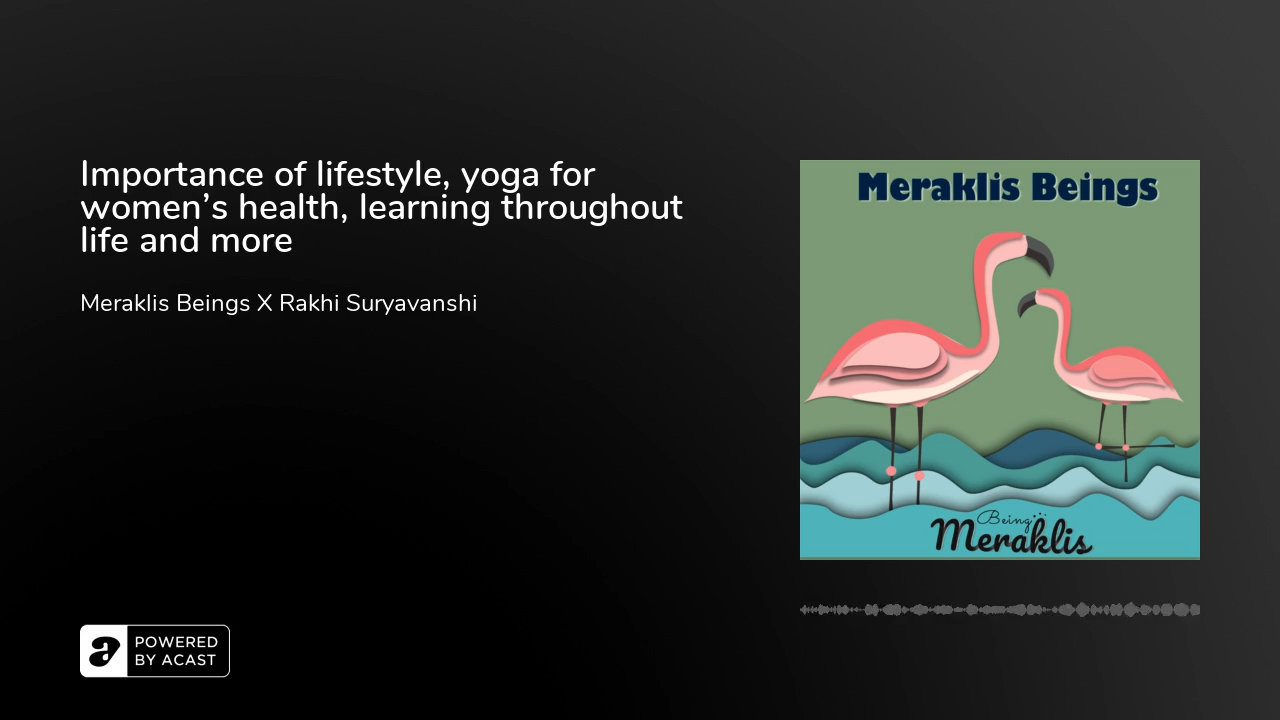 Importance of lifestyle, yoga for
women’s health, learning throughout
life and more
Meraklis Beings X Rakhi Suryavanshi
Meraklis Beings
Being...
Meraklis
a
POWERED
BY ACAST